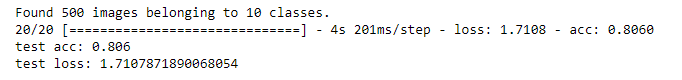 Found 500 images belonging to 10 classes.
20/20 [==============================] - 4s 201ms/step - loss: 1.7108 - acc: 0.8060
test acc: 0.806
test loss: 1.7107871890068054